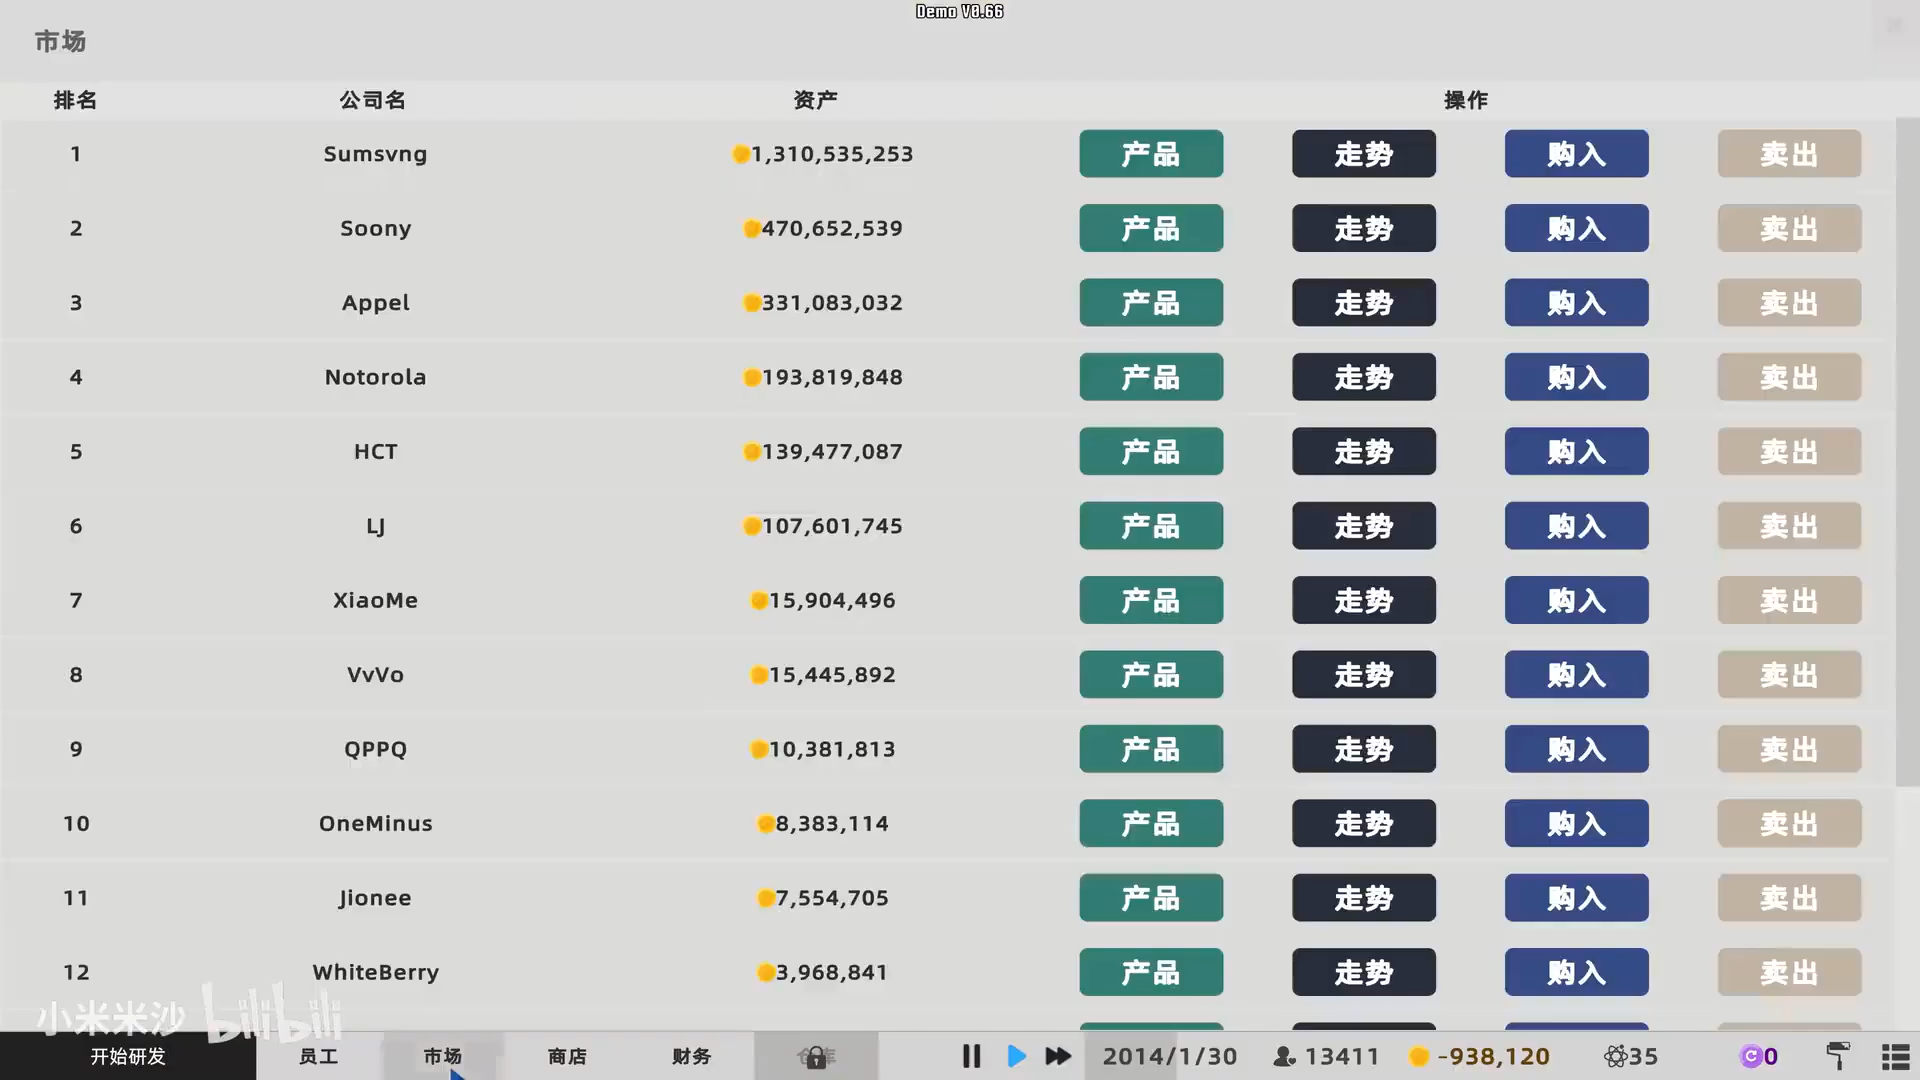 Demo V0.66
市场
排名 公司名 资产 操作
1 Sumsvng 1,310,535,253 产品 走势 购入 卖出
2 Soony 470,652,539 产品 走势 购入 卖出
3 Appel 331,083,032 产品 走势 购入 卖出
4 Notorola 193,819,848 产品 走势 购入 卖出
5 HCT 139,477,087 产品 走势 购入 卖出
6 LJ 107,601,745 产品 走势 购入 卖出
7 XiaoMe 15,904,496 产品 走势 购入 卖出
8 VvVo 15,445,892 产品 走势 购入 卖出
9 QPPQ 10,381,813 产品 走势 购入 卖出
10 OneMinus 8,383,114 产品 走势 购入 卖出
11 Jionee 7,554,705 产品 走势 购入 卖出
12 WhiteBerry 3,968,841 产品 走势 购入 卖出
小米米沙 bilibili
开始研发 员工 市场 商店 财务 2014/1/30 13411 -938,120 35 0